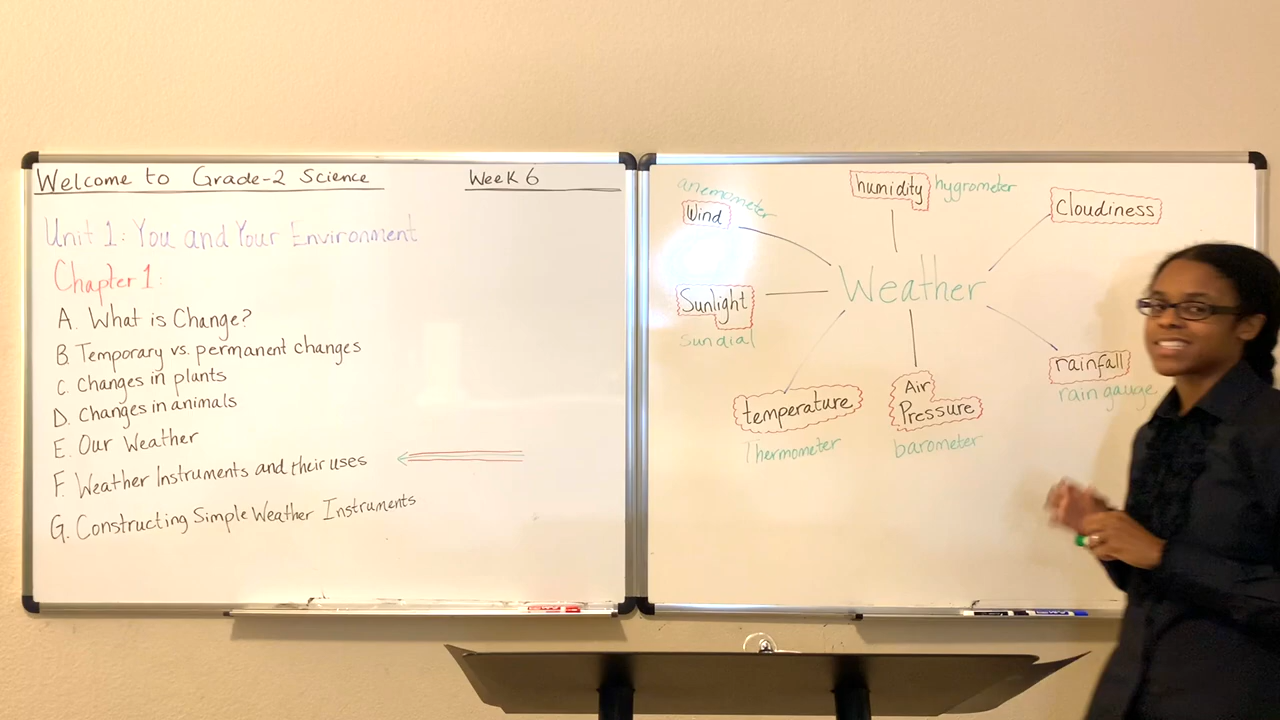 Welcome to Grade-2 Science
Week 6
Unit 1: You and Your Environment
Chapter 1:
A. What is Change?
B. Temporary vs. permanent changes
C. Changes in plants
D. Changes in animals
E. Our Weather
F. Weather Instruments and their uses
G. Constructing Simple Weather Instruments
anemometer
Wind
humidity hygrometer
Cloudiness
Weather
Sunlight
sundial
rainfall
rain gauge
temperature
Thermometer
Air
Pressure
barometer